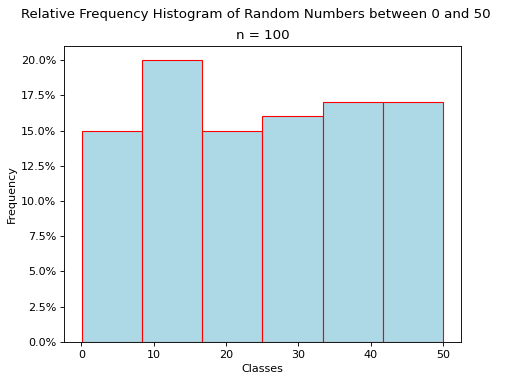 Relative Frequency Histogram of Random Numbers between 0 and 50
n = 100
20.0%
17.5%
15.0%
12.5%
10.0%
7.5%
5.0%
2.5%
0.0%
Frequency
0 10 20 30 40 50
Classes